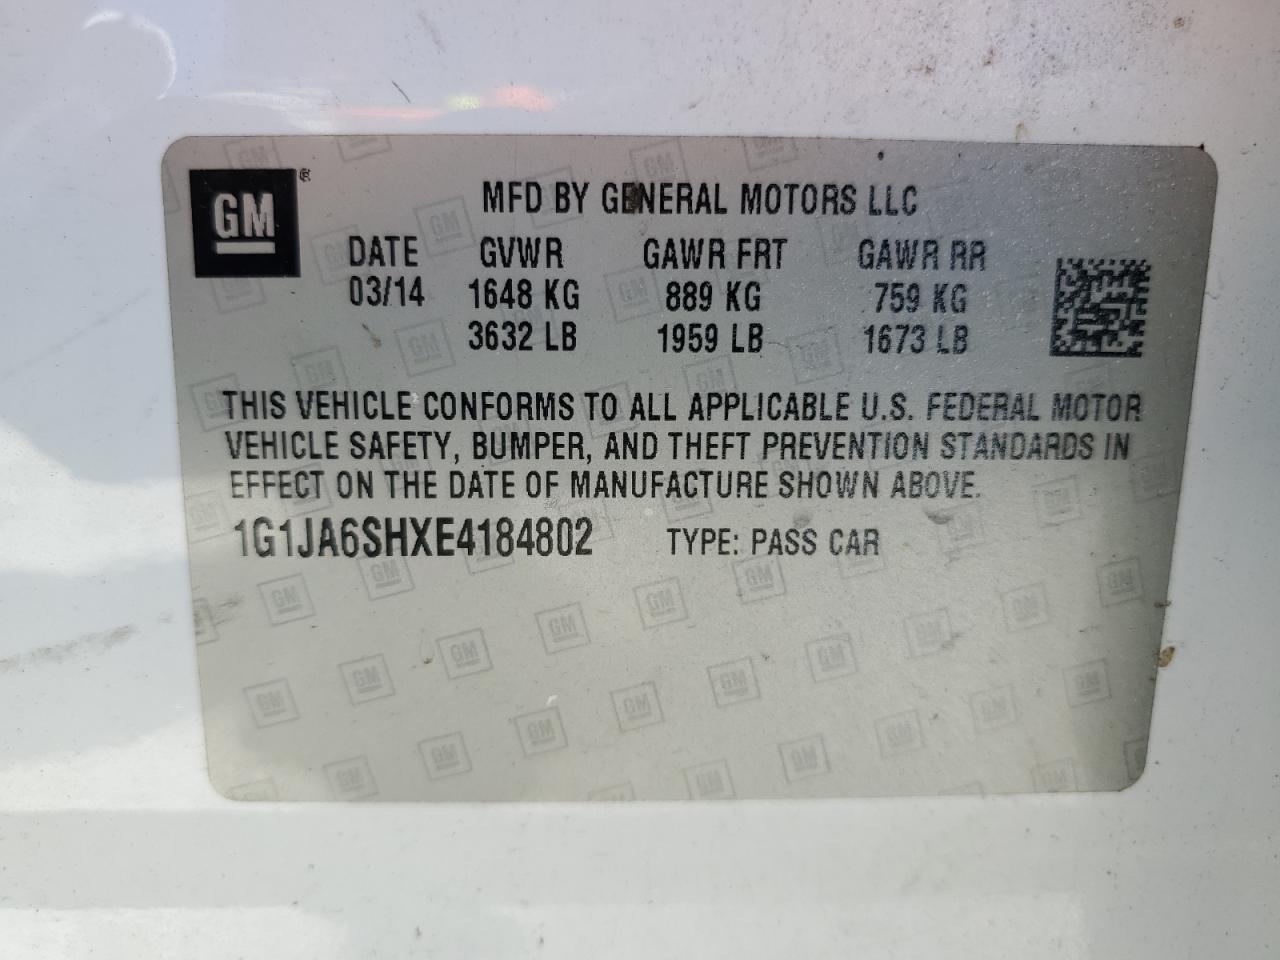 GM®
MFD BY GENERAL MOTORS LLC
DATE GVWR GAWR FRT GAWR RR
03/14 1648 KG 889 KG 759 KG
3632 LB 1959 LB 1673 LB
THIS VEHICLE CONFORMS TO ALL APPLICABLE U.S. FEDERAL MOTOR
VEHICLE SAFETY, BUMPER, AND THEFT PREVENTION STANDARDS IN
EFFECT ON THE DATE OF MANUFACTURE SHOWN ABOVE.
1G1JA6SHXE4184802 TYPE: PASS CAR